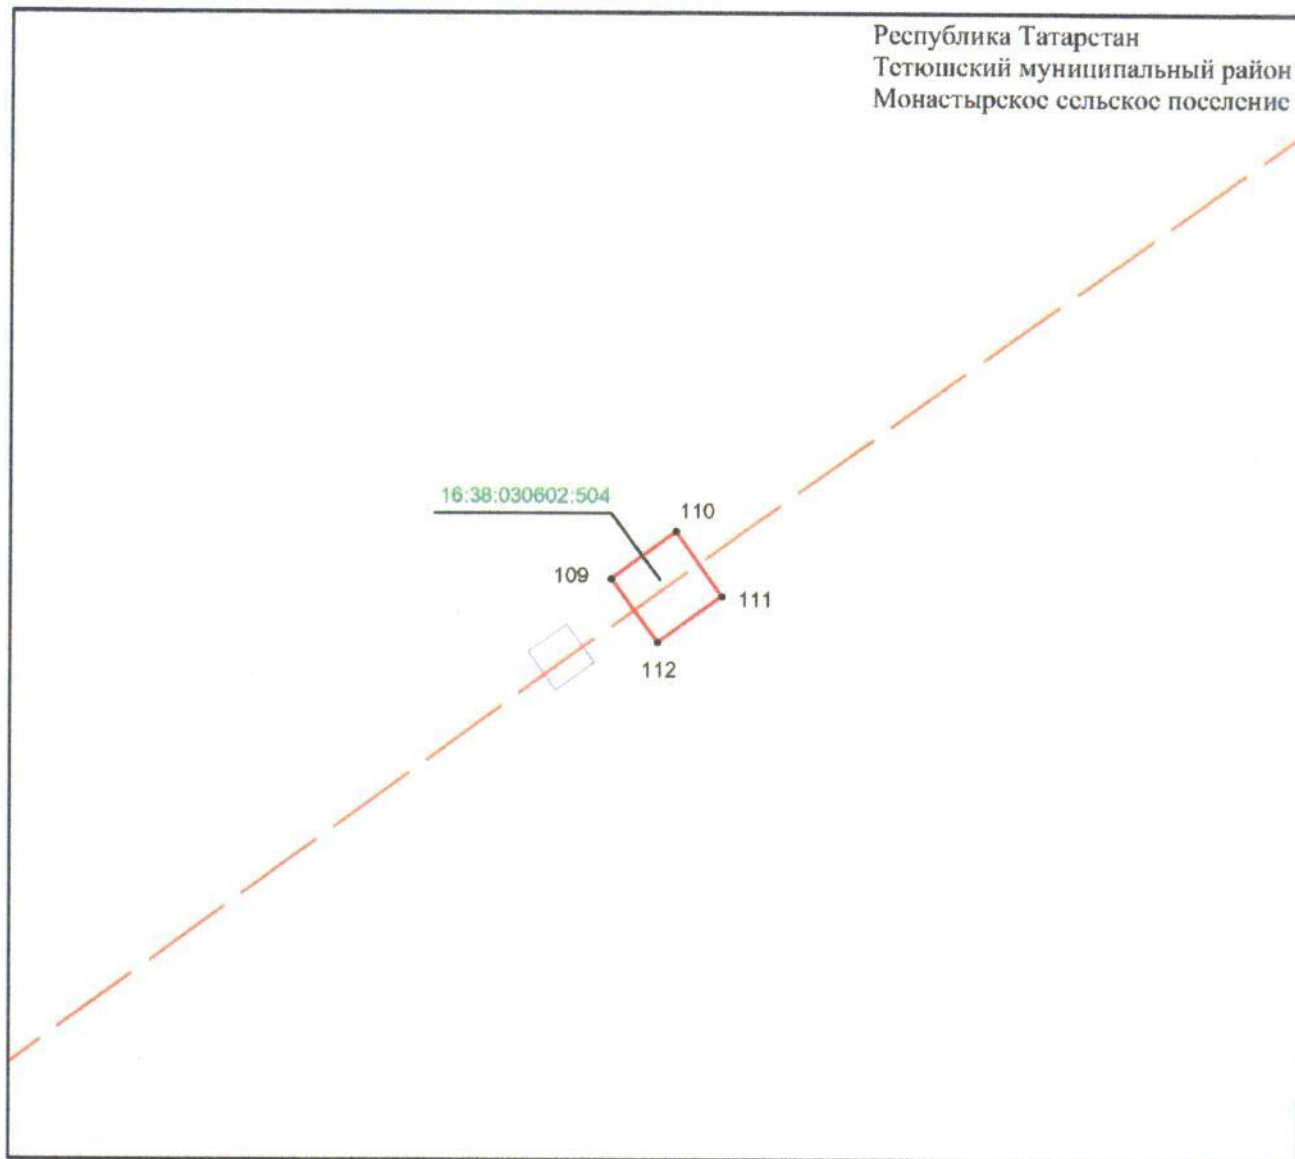 Республика Татарстан
Тетюшский муниципальный район
Монастырское сельское поселение
16:38:030602:504
110
109
111
112